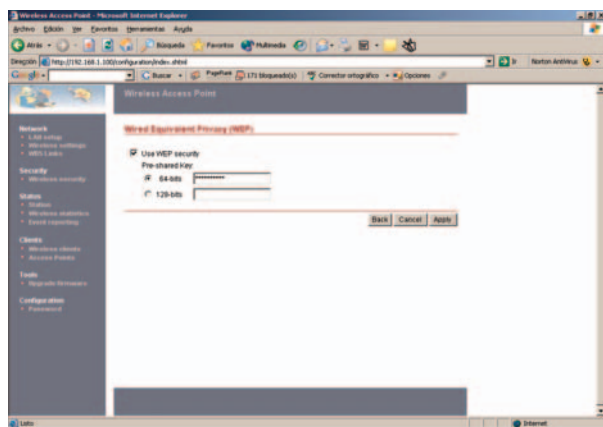 Wireless Access Point - Microsoft Internet Explorer
Archivo Edición Ver Favoritos Herramientas Ayuda
Atrás Búsqueda Favoritos Multimedia
Dirección http://192.168.1.100/configuration/index.shtml Ir Norton AntiVirus
Google Buscar PageRank 171 bloqueado(s) Corrector ortográfico Opciones
Wireless Access Point
Network
LAN setup
Wireless settings
WDS Links
Security
Wireless security
Status
Station
Wireless statistics
Event reporting
Clients
Wireless clients
Access Points
Tools
Upgrade firmware
Configuration
Password
Wired Equivalent Privacy (WEP)
Use WEP security
Pre-shared Key:
64-bits **********
128-bits
Back Cancel Apply
Listo Internet